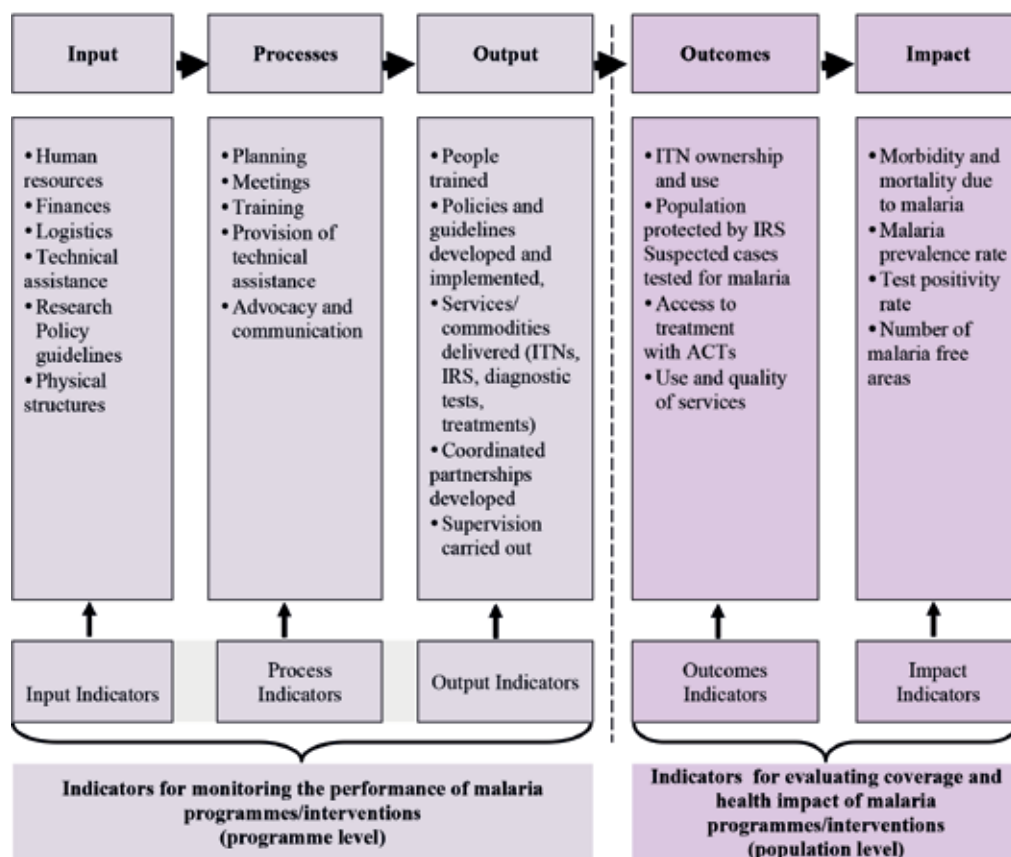 Input
Processes
Output
Outcomes
Impact
• Human
resources
• Finances
• Logistics
• Technical
assistance
• Research
Policy
guidelines
• Physical
structures
• Planning
• Meetings
• Training
• Provision of
technical
assistance
• Advocacy and
communication
• People
trained
• Policies and
guidelines
developed and
implemented,
• Services/
commodities
delivered (ITNs,
IRS, diagnostic
tests,
treatments)
• Coordinated
partnerships
developed
• Supervision
carried out
• ITN ownership
and use
• Population
protected by IRS
Suspected cases
tested for malaria
• Access to
treatment
with ACTs
• Use and quality
of services
• Morbidity and
mortality due
to malaria
• Malaria
prevalence rate
• Test positivity
rate
• Number of
malaria free
areas
Input Indicators
Process
Indicators
Output Indicators
Outcomes
Indicators
Impact
Indicators
Indicators for monitoring the performance of malaria
programmes/interventions
(programme level)
Indicators for evaluating coverage and
health impact of malaria
programmes/interventions
(population level)